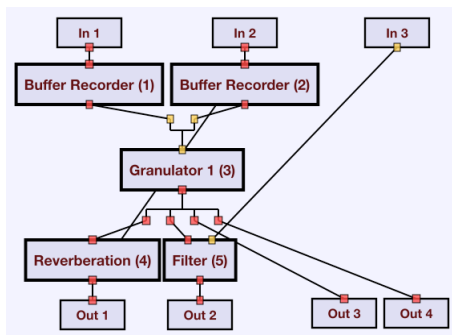 In 1
In 2
In 3
Buffer Recorder (1)
Buffer Recorder (2)
Granulator 1 (3)
Reverberation (4)
Filter (5)
Out 1
Out 2
Out 3
Out 4